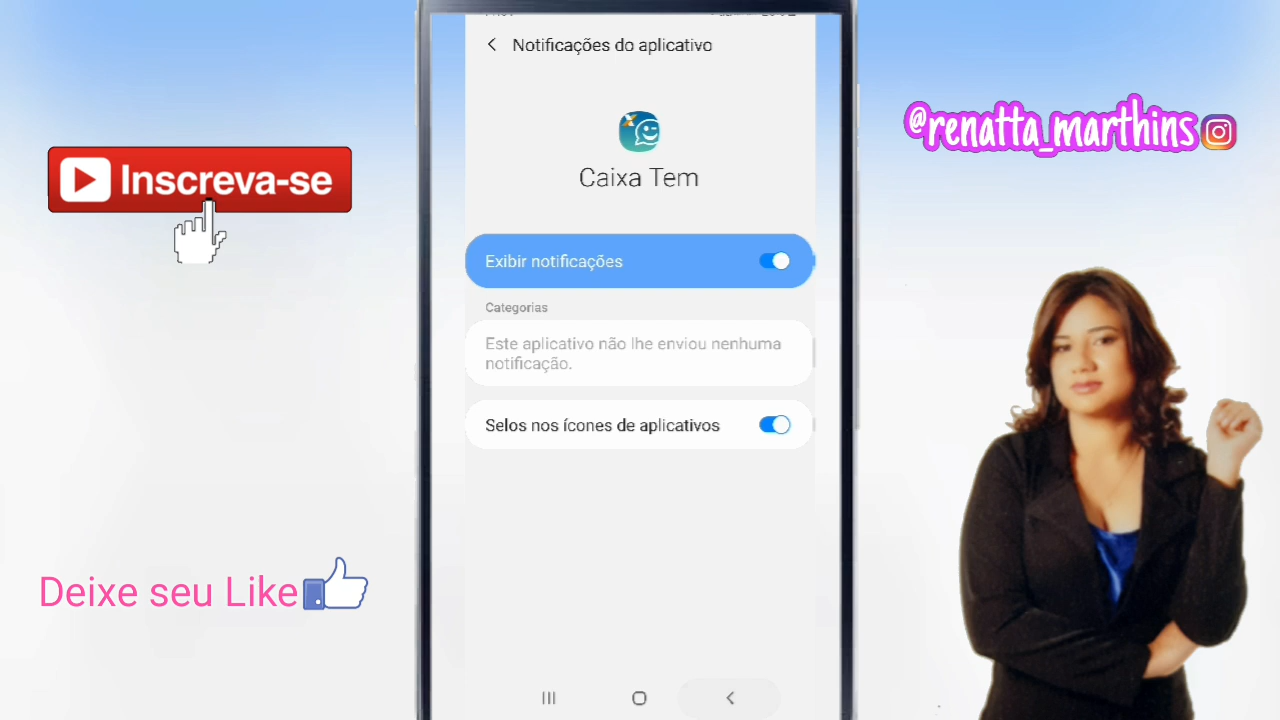 Notificações do aplicativo
Caixa Tem
Exibir notificações
Categorias
Este aplicativo não lhe enviou nenhuma
notificação.
Selos nos ícones de aplicativos
Inscreva-se
Deixe seu Like
@renatta_marthins